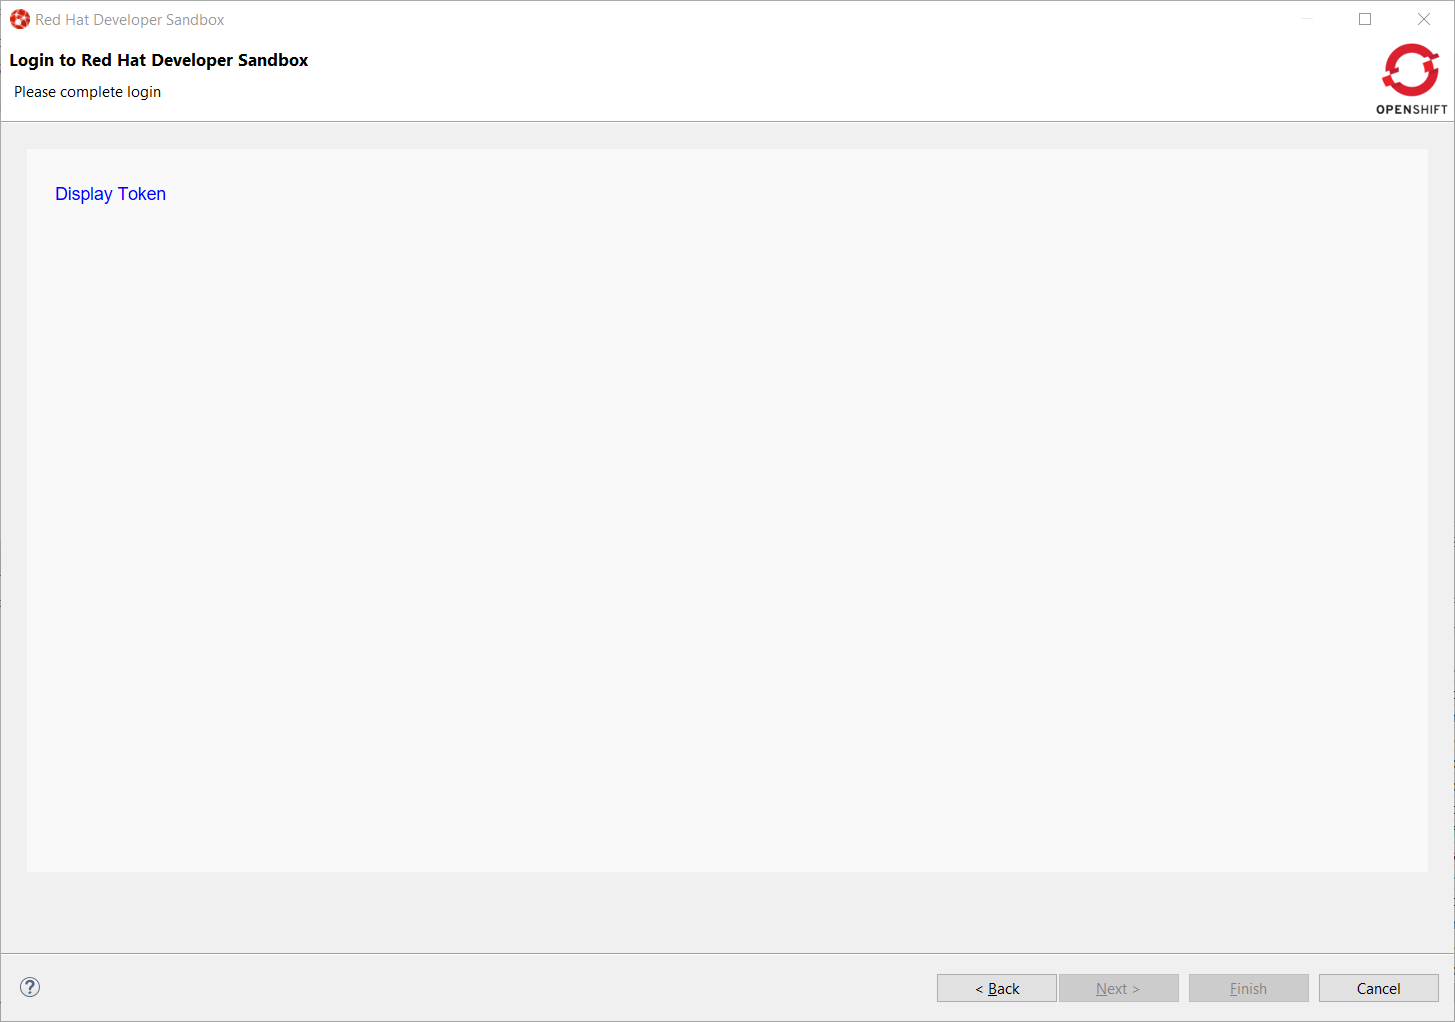 Red Hat Developer Sandbox
Login to Red Hat Developer Sandbox
Please complete login
OPENSHIFT
Display Token
?
< Back
Next >
Finish
Cancel